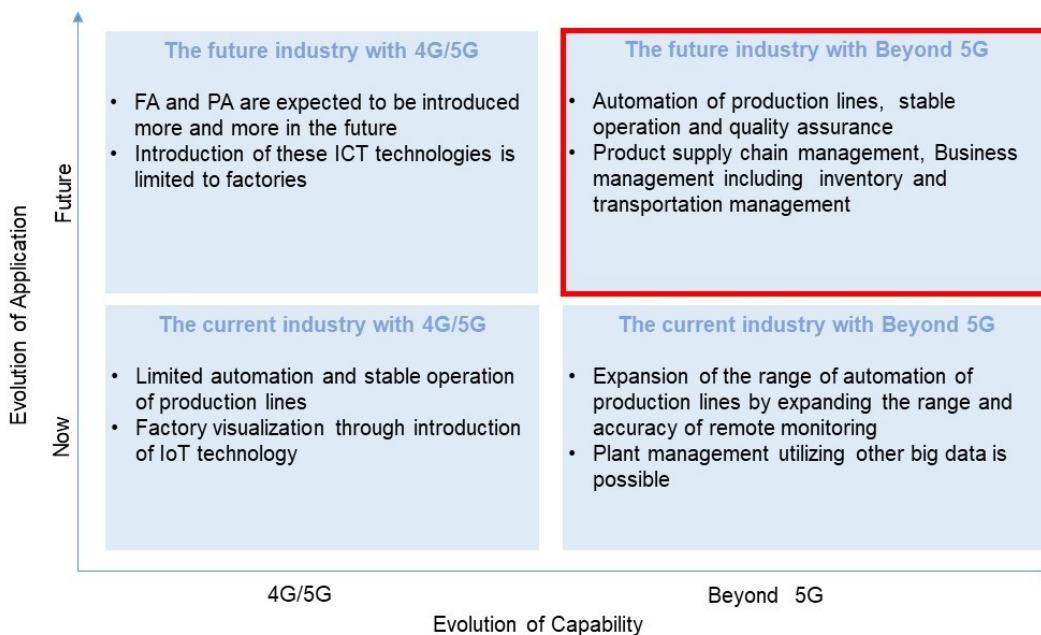 The future industry with 4G/5G
• FA and PA are expected to be introduced
more and more in the future
• Introduction of these ICT technologies is
limited to factories
The future industry with Beyond 5G
• Automation of production lines, stable
operation and quality assurance
• Product supply chain management, Business
management including inventory and
transportation management
The current industry with 4G/5G
• Limited automation and stable operation
of production lines
• Factory visualization through introduction
of IoT technology
The current industry with Beyond 5G
• Expansion of the range of automation of
production lines by expanding the range and
accuracy of remote monitoring
• Plant management utilizing other big data is
possible
Evolution of Application
Future
Now
4G/5G
Beyond 5G
Evolution of Capability